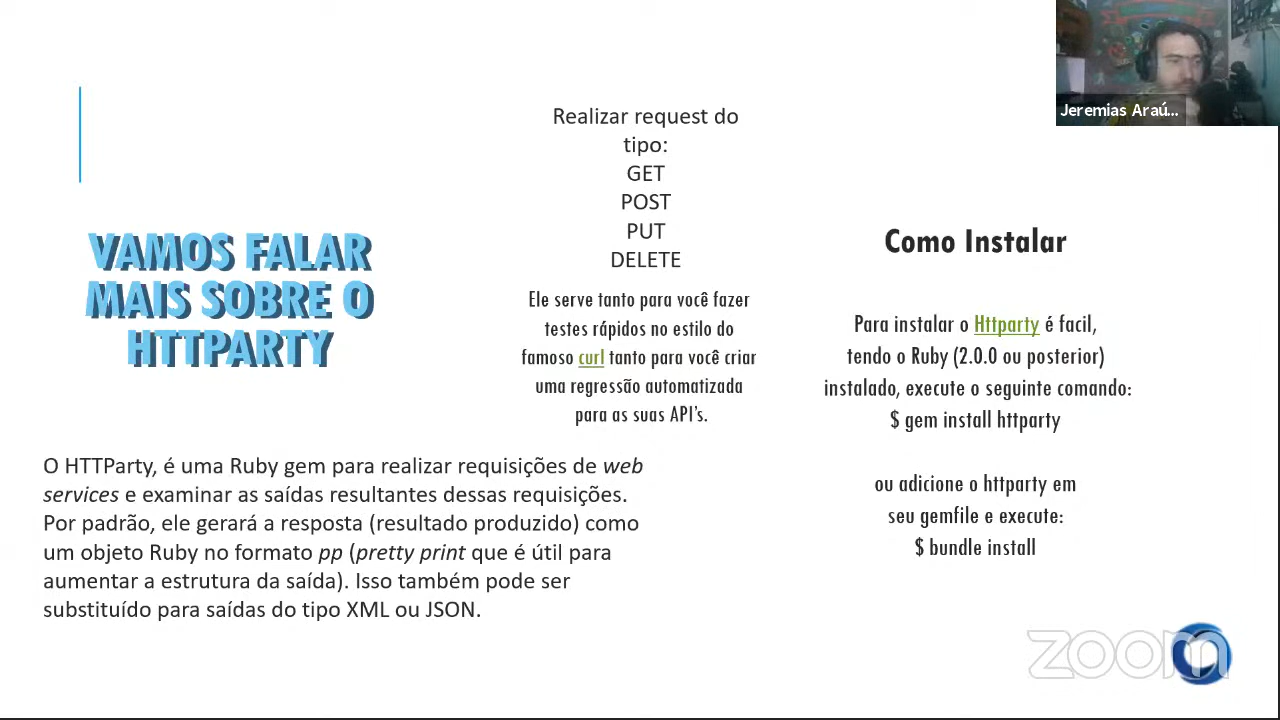 Jeremias Araú...
VAMOS FALAR
MAIS SOBRE O
HTTPARTY
Realizar request do
tipo:
GET
POST
PUT
DELETE
Ele serve tanto para você fazer
testes rápidos no estilo do
famoso curl tanto para você criar
uma regressão automatizada
para as suas API's.
Como Instalar
Para instalar o Httparty é facil,
tendo o Ruby (2.0.0 ou posterior)
instalado, execute o seguinte comando:
$ gem install httparty
ou adicione o httparty em
seu gemfile e execute:
$ bundle install
O HTTParty, é uma Ruby gem para realizar requisições de web
services e examinar as saídas resultantes dessas requisições.
Por padrão, ele gerará a resposta (resultado produzido) como
um objeto Ruby no formato pp (pretty print que é útil para
aumentar a estrutura da saída). Isso também pode ser
substituído para saídas do tipo XML ou JSON.
zoom